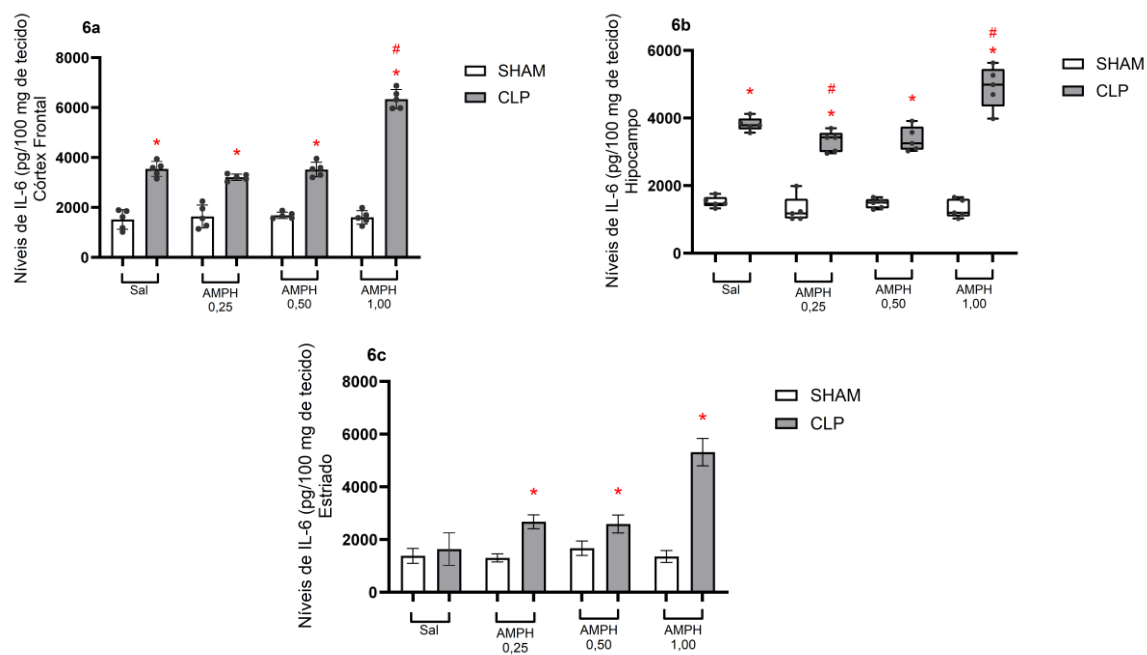 6a
Níveis de IL-6 (pg/100 mg de tecido)
Córtex Frontal
8000
6000
4000
2000
0
*
*
*
#
*
SHAM
CLP
Sal
AMPH
0,25
AMPH
0,50
AMPH
1,00
6b
Níveis de IL-6 (pg/100 mg de tecido)
Hipocampo
6000
4000
2000
0
*
#
*
*
#
*
SHAM
CLP
Sal
AMPH
0,25
AMPH
0,50
AMPH
1,00
6c
Níveis de IL-6 (pg/100 mg de tecido)
Estriado
8000
6000
4000
2000
0
*
*
*
SHAM
CLP
Sal
AMPH
0,25
AMPH
0,50
AMPH
1,00